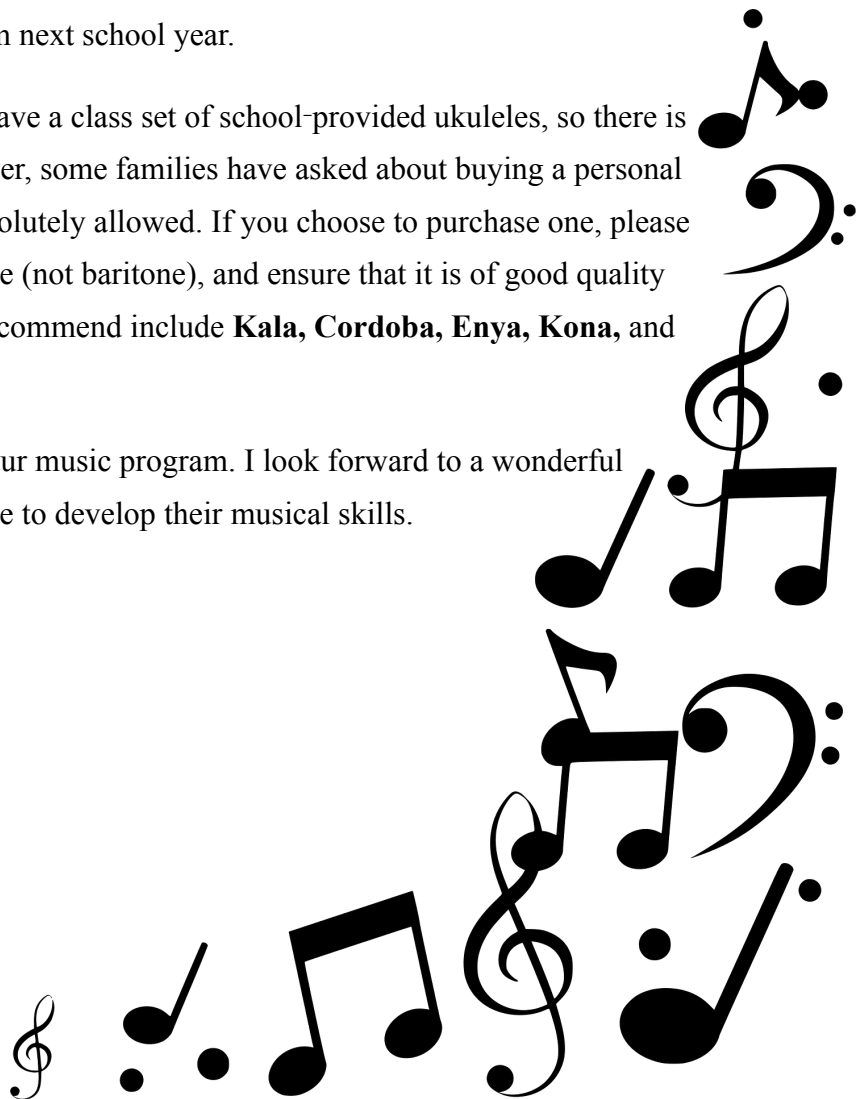 n next school year.
ave a class set of school-provided ukuleles, so there is
er, some families have asked about buying a personal
solutely allowed. If you choose to purchase one, please
e (not baritone), and ensure that it is of good quality
commend include Kala, Cordoba, Enya, Kona, and
ur music program. I look forward to a wonderful
e to develop their musical skills.